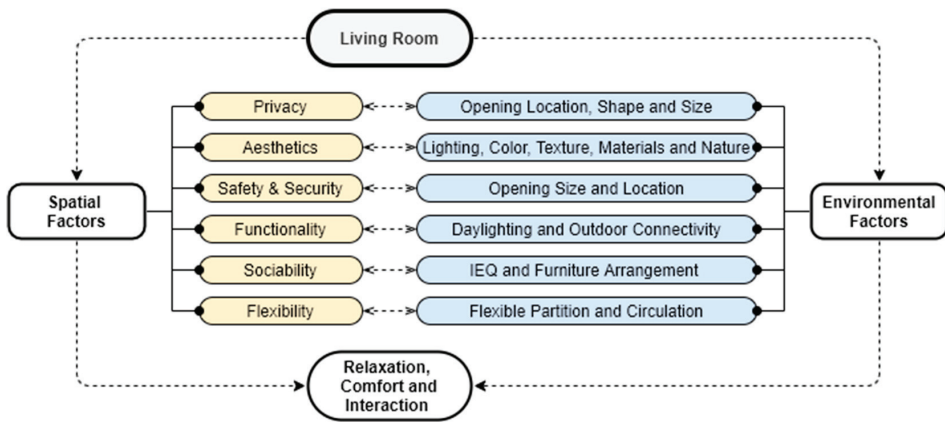 Living Room
Privacy
Opening Location, Shape and Size
Aesthetics
Lighting, Color, Texture, Materials and Nature
Safety & Security
Opening Size and Location
Spatial
Factors
Environmental
Factors
Functionality
Daylighting and Outdoor Connectivity
Sociability
IEQ and Furniture Arrangement
Flexibility
Flexible Partition and Circulation
Relaxation,
Comfort and
Interaction